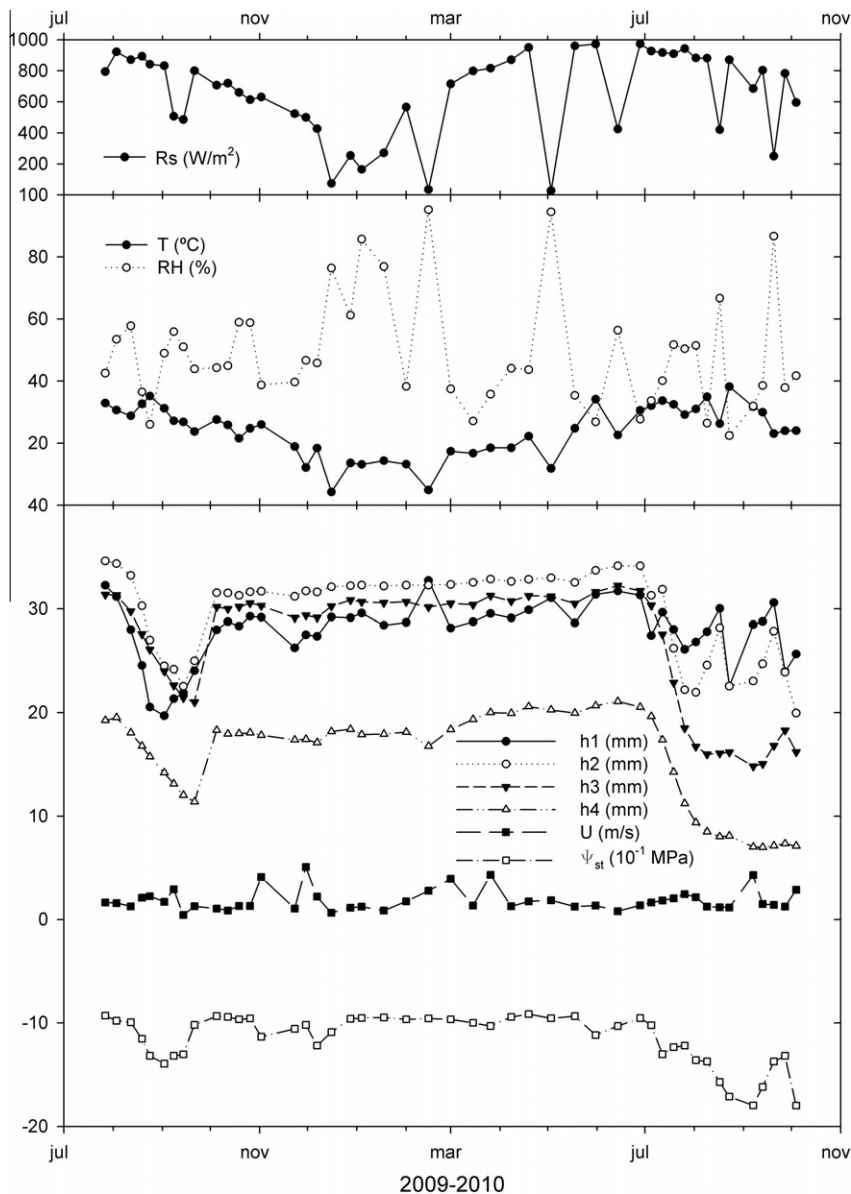 jul nov mar jul nov
1000
800
600
400
200
Rs (W/m²)
100
80
60
40
20
T (ºC)
RH (%)
40
30
20
10
0
-10
-20
h1 (mm)
h2 (mm)
h3 (mm)
h4 (mm)
U (m/s)
Ψst (10⁻¹ MPa)
jul nov mar jul nov
2009-2010